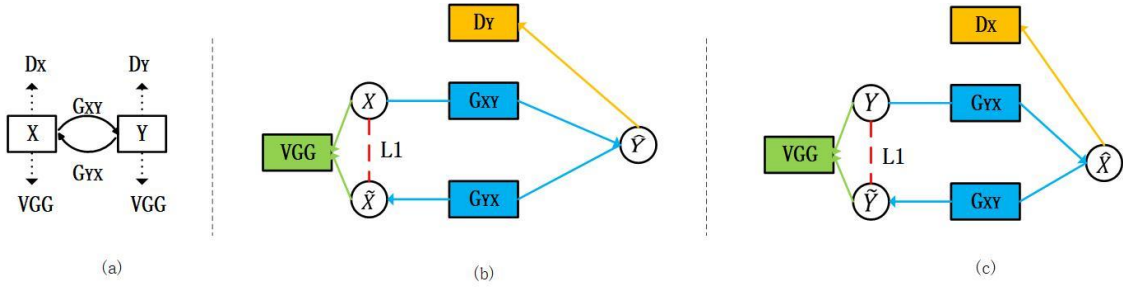 DX DY
GXY
X Y
GYX
VGG VGG
(a)
DY
X GXY
VGG L1 Ŷ
X̃ GYX
(b)
DX
Y GYX
VGG L1 X̂
Ỹ GXY
(c)